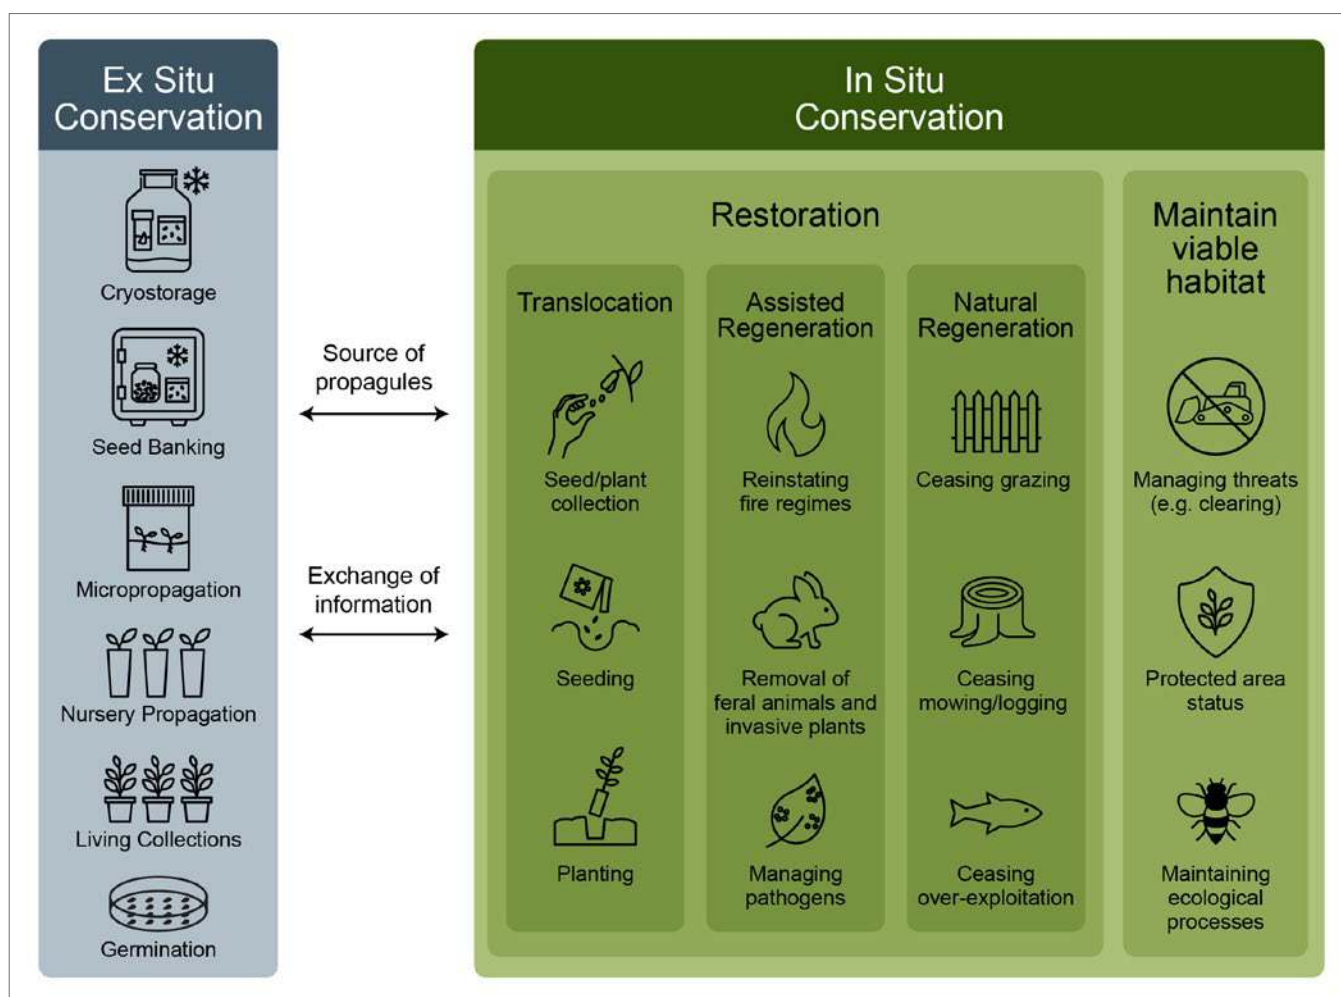 Ex Situ
Conservation
Cryostorage
Seed Banking
Micropropagation
Nursery Propagation
Living Collections
Germination
Source of
propagules
Exchange of
information
In Situ
Conservation
Restoration
Translocation
Seed/plant
collection
Seeding
Planting
Assisted
Regeneration
Reinstating
fire regimes
Removal of
feral animals and
invasive plants
Managing
pathogens
Natural
Regeneration
Ceasing grazing
Ceasing
mowing/logging
Ceasing
over-exploitation
Maintain
viable
habitat
Managing threats
(e.g. clearing)
Protected area
status
Maintaining
ecological
processes